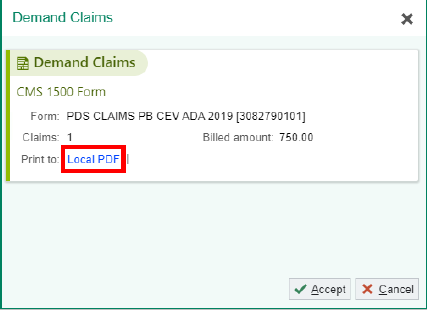 Demand Claims
Demand Claims
CMS 1500 Form
Form: PDS CLAIMS PB CEV ADA 2019 [3082790101]
Claims: 1 Billed amount: 750.00
Print to: Local PDF
Accept Cancel